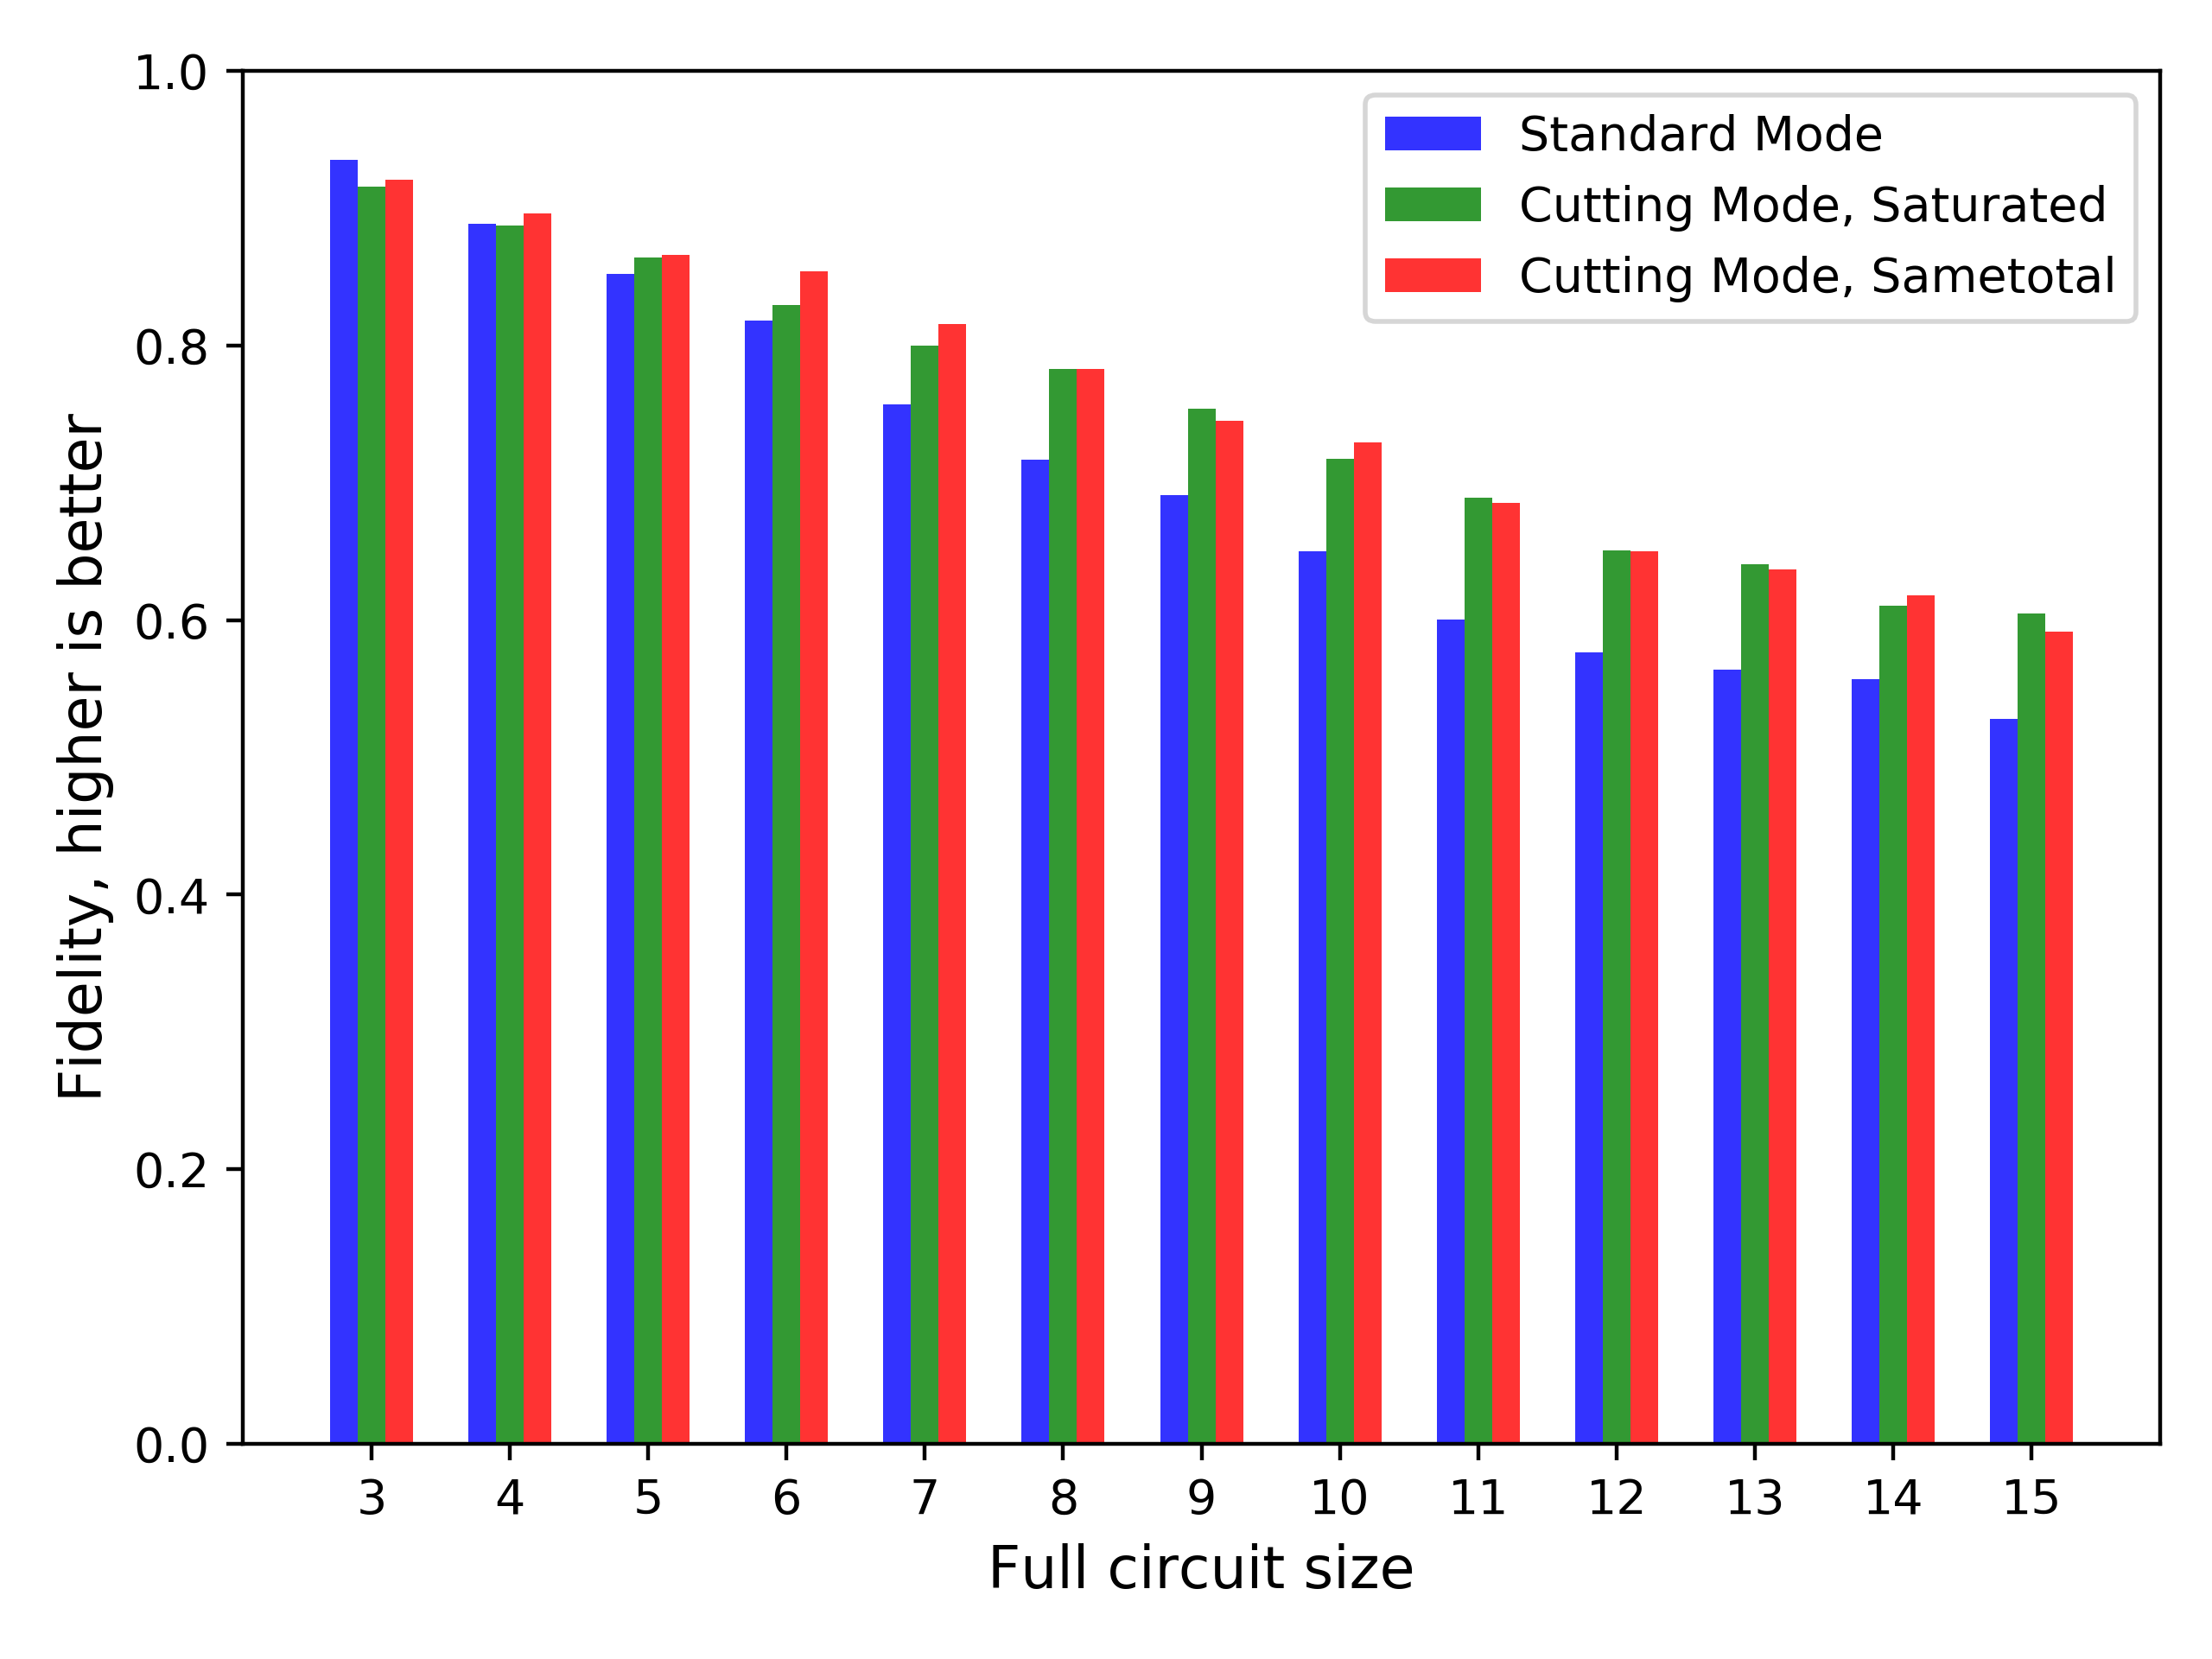 1.0
0.8
0.6
0.4
0.2
0.0
Fidelity, higher is better
Standard Mode
Cutting Mode, Saturated
Cutting Mode, Sametotal
3 4 5 6 7 8 9 10 11 12 13 14 15
Full circuit size